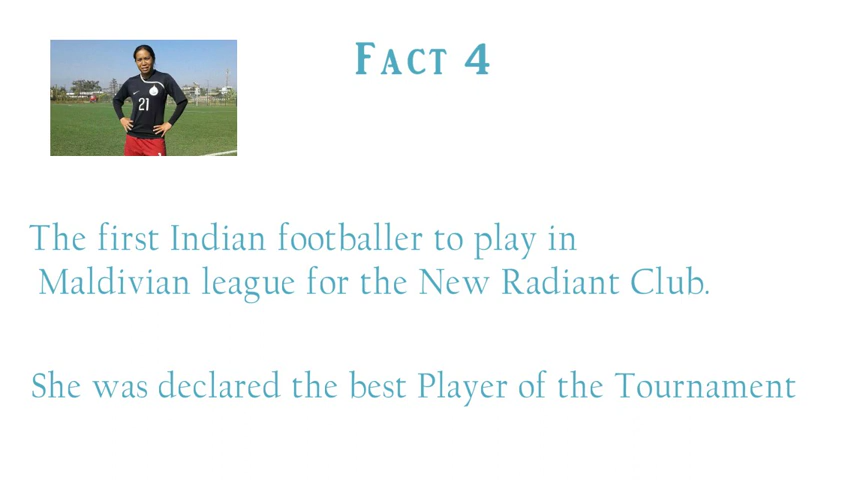 Fact 4
21
The first Indian footballer to play in
Maldivian league for the New Radiant Club.
She was declared the best Player of the Tournament